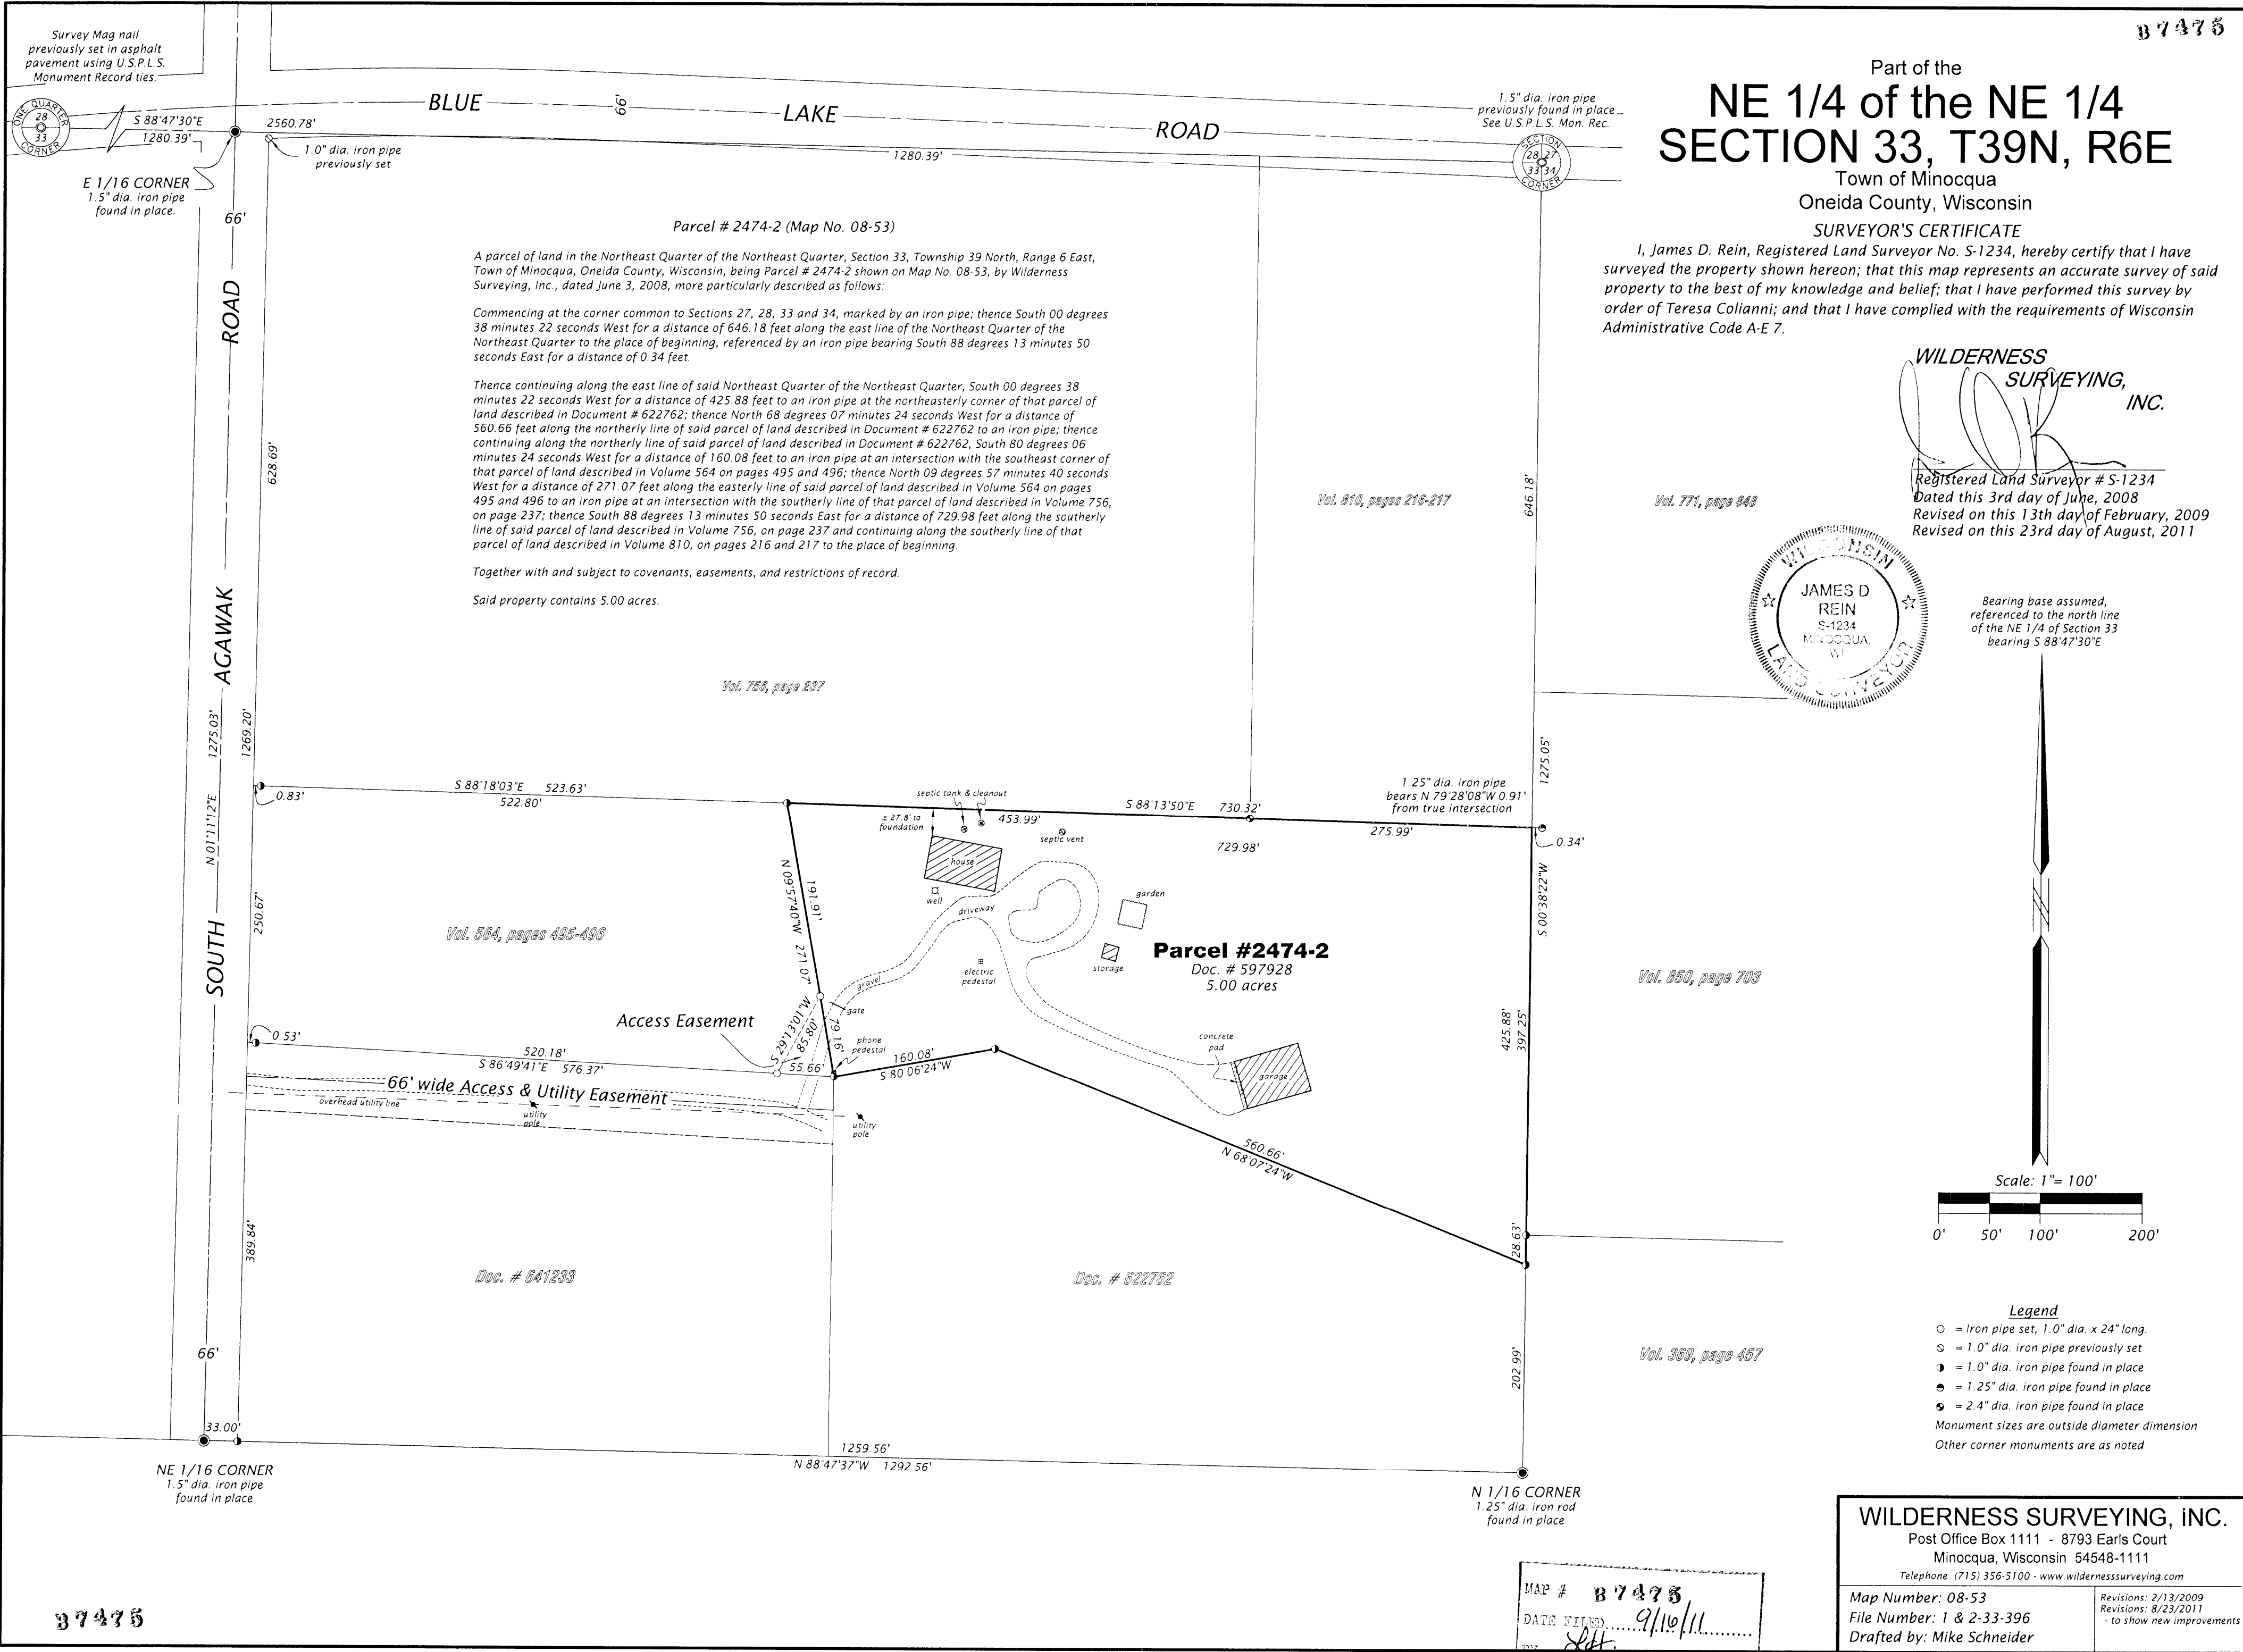 B7475
Part of the
NE 1/4 of the NE 1/4
SECTION 33, T39N, R6E
Town of Minocqua
Oneida County, Wisconsin
SURVEYOR'S CERTIFICATE
I, James D. Rein, Registered Land Surveyor No. S-1234, hereby certify that I have
surveyed the property shown hereon; that this map represents an accurate survey of said
property to the best of my knowledge and belief; that I have performed this survey by
order of Teresa Colianni; and that I have complied with the requirements of Wisconsin
Administrative Code A-E 7.
WILDERNESS
SURVEYING,
INC.
Registered Land Surveyor # S-1234
Dated this 3rd day of June, 2008
Revised on this 13th day of February, 2009
Revised on this 23rd day of August, 2011
WISCONSIN
JAMES D
REIN
S-1234
MINOCQUA,
WI
LAND SURVEYOR
Bearing base assumed,
referenced to the north line
of the NE 1/4 of Section 33
bearing S 88°47'30"E
Survey Mag nail
previously set in asphalt
pavement using U.S.P.L.S.
Monument Record ties.
ONE QUARTER
28
33
CORNER
S 88°47'30"E
2560.78'
1280.39'
BLUE
66'
LAKE
ROAD
1280.39'
1.0" dia. iron pipe
previously set
1.5" dia. iron pipe
previously found in place
See U.S.P.L.S. Mon. Rec.
SECTION
28 27
33 34
CORNER
E 1/16 CORNER
1.5" dia. iron pipe
found in place.
66'
ROAD
AGAWAK
SOUTH
628.69'
1275.03'
N 01°11'12"E
1269.20'
250.67'
389.84'
66'
Parcel # 2474-2 (Map No. 08-53)
A parcel of land in the Northeast Quarter of the Northeast Quarter, Section 33, Township 39 North, Range 6 East,
Town of Minocqua, Oneida County, Wisconsin, being Parcel # 2474-2 shown on Map No. 08-53, by Wilderness
Surveying, Inc., dated June 3, 2008, more particularly described as follows:
Commencing at the corner common to Sections 27, 28, 33 and 34, marked by an iron pipe; thence South 00 degrees
38 minutes 22 seconds West for a distance of 646.18 feet along the east line of the Northeast Quarter of the
Northeast Quarter to the place of beginning, referenced by an iron pipe bearing South 88 degrees 13 minutes 50
seconds East for a distance of 0.34 feet.
Thence continuing along the east line of said Northeast Quarter of the Northeast Quarter, South 00 degrees 38
minutes 22 seconds West for a distance of 425.88 feet to an iron pipe at the northeasterly corner of that parcel of
land described in Document # 622762; thence North 68 degrees 07 minutes 24 seconds West for a distance of
560.66 feet along the northerly line of said parcel of land described in Document # 622762 to an iron pipe; thence
continuing along the northerly line of said parcel of land described in Document # 622762, South 80 degrees 06
minutes 24 seconds West for a distance of 160.08 feet to an iron pipe at an intersection with the southeast corner of
that parcel of land described in Volume 564 on pages 495 and 496; thence North 09 degrees 57 minutes 40 seconds
West for a distance of 271.07 feet along the easterly line of said parcel of land described in Volume 564 on pages
495 and 496 to an iron pipe at an intersection with the southerly line of that parcel of land described in Volume 756,
on page 237; thence South 88 degrees 13 minutes 50 seconds East for a distance of 729.98 feet along the southerly
line of said parcel of land described in Volume 756, on page 237 and continuing along the southerly line of that
parcel of land described in Volume 810, on pages 216 and 217 to the place of beginning.
Together with and subject to covenants, easements, and restrictions of record.
Said property contains 5.00 acres.
Vol. 810, pages 216-217
646.18'
Vol. 771, page 848
Vol. 756, page 237
1275.05'
S 88°18'03"E 523.63'
522.80'
0.83'
septic tank & cleanout
± 27.8' to
foundation
453.99'
S 88°13'50"E 730.32'
septic vent
729.98'
1.25" dia. iron pipe
bears N 79°28'08"W 0.91'
from true intersection
275.99'
0.34'
S 00°38'22"W
house
well
driveway
garden
N 09°57'40"W 271.07'
191.91'
Vol. 564, pages 495-496
Parcel #2474-2
Doc. # 597928
5.00 acres
storage
electric
pedestal
gravel
gate
79.16'
Vol. 850, page 703
Access Easement
S 29°13'01"W
85.80'
phone
pedestal
0.53'
520.18'
S 86°49'41"E 576.37'
55.66'
160.08'
S 80°06'24"W
concrete
pad
garage
425.88'
397.25'
66' wide Access & Utility Easement
overhead utility line
utility
pole
utility
pole
560.66'
N 68°07'24"W
28.63'
Doc. # 641233
Doc. # 622762
Vol. 369, page 457
202.99'
33.00'
1259.56'
N 88°47'37"W 1292.56'
NE 1/16 CORNER
1.5" dia. iron pipe
found in place
N 1/16 CORNER
1.25" dia. iron rod
found in place
Scale: 1"= 100'
0' 50' 100' 200'
Legend
= Iron pipe set, 1.0" dia. x 24" long.
= 1.0" dia. iron pipe previously set
= 1.0" dia. iron pipe found in place
= 1.25" dia. iron pipe found in place
= 2.4" dia. iron pipe found in place
Monument sizes are outside diameter dimension
Other corner monuments are as noted
WILDERNESS SURVEYING, INC.
Post Office Box 1111 - 8793 Earls Court
Minocqua, Wisconsin 54548-1111
Telephone (715) 356-5100 - www.wildernesssurveying.com
Map Number: 08-53
File Number: 1 & 2-33-396
Drafted by: Mike Schneider
Revisions: 2/13/2009
Revisions: 8/23/2011
- to show new improvements
MAP # B7475
DATE FILED 9/16/11
B7475